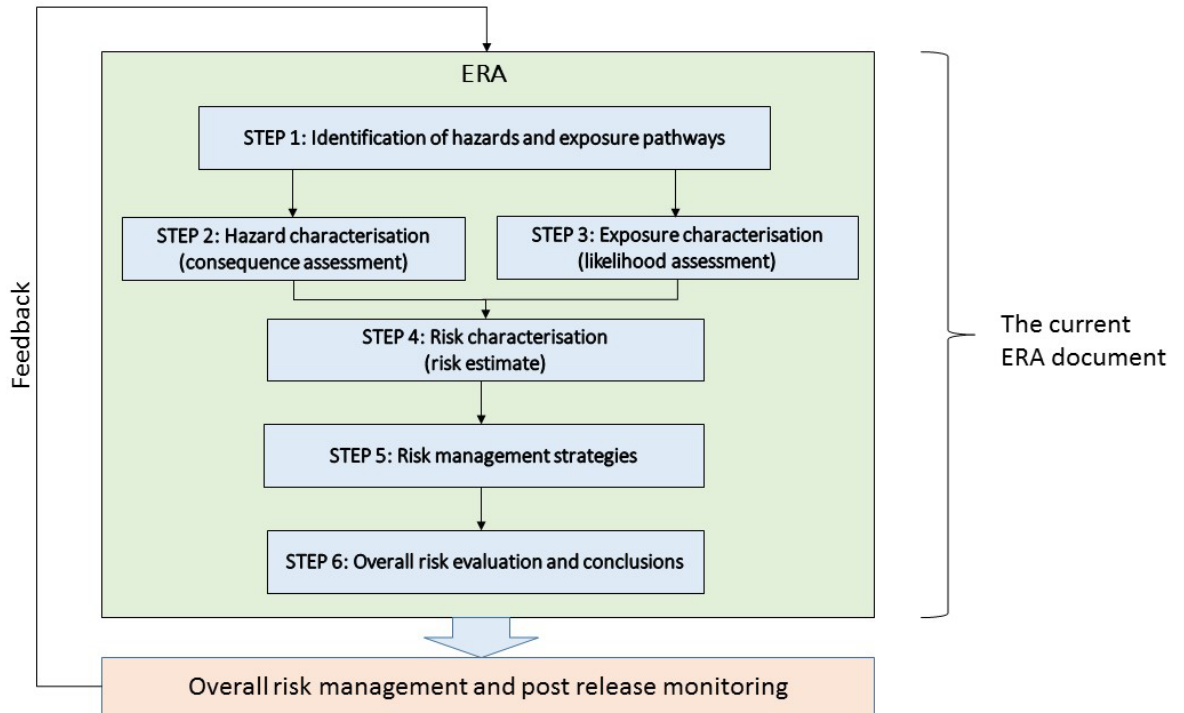 ERA
STEP 1: Identification of hazards and exposure pathways
STEP 2: Hazard characterisation
(consequence assessment)
STEP 3: Exposure characterisation
(likelihood assessment)
STEP 4: Risk characterisation
(risk estimate)
STEP 5: Risk management strategies
STEP 6: Overall risk evaluation and conclusions
Overall risk management and post release monitoring
Feedback
The current
ERA document